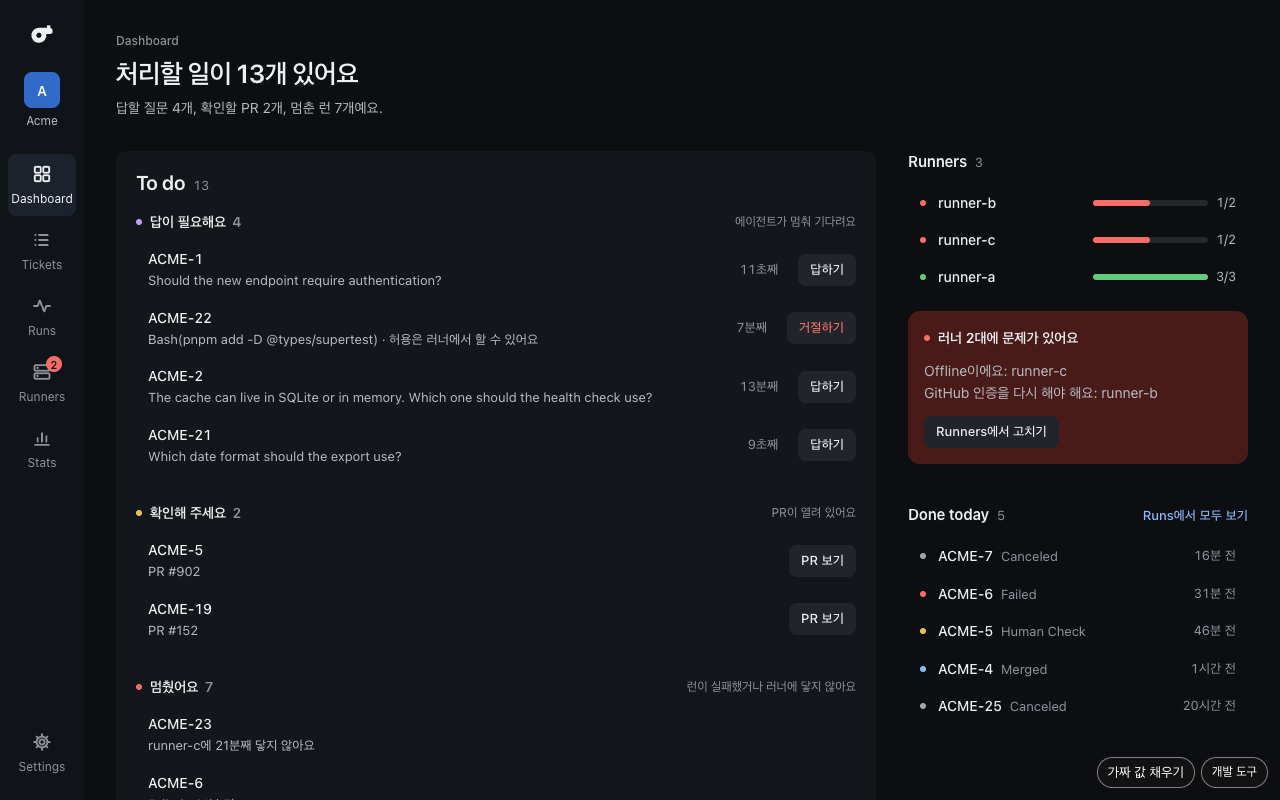 A
Acme
Dashboard
Tickets
Runs
2
Runners
Stats
Settings
Dashboard
처리할 일이 13개 있어요
답할 질문 4개, 확인할 PR 2개, 멈춘 런 7개예요.
To do 13
답이 필요해요 4 에이전트가 멈춰 기다려요
ACME-1
Should the new endpoint require authentication?
11초째 답하기
ACME-22
Bash(pnpm add -D @types/supertest) · 허용은 러너에서 할 수 있어요
7분째 거절하기
ACME-2
The cache can live in SQLite or in memory. Which one should the health check use?
13분째 답하기
ACME-21
Which date format should the export use?
9초째 답하기
확인해 주세요 2 PR이 열려 있어요
ACME-5
PR #902
PR 보기
ACME-19
PR #152
PR 보기
멈췄어요 7 런이 실패했거나 러너에 닿지 않아요
ACME-23
runner-c에 21분째 닿지 않아요
ACME-6
Runners 3
runner-b 1/2
runner-c 1/2
runner-a 3/3
러너 2대에 문제가 있어요
Offline이에요: runner-c
GitHub 인증을 다시 해야 해요: runner-b
Runners에서 고치기
Done today 5 Runs에서 모두 보기
ACME-7 Canceled 16분 전
ACME-6 Failed 31분 전
ACME-5 Human Check 46분 전
ACME-4 Merged 1시간 전
ACME-25 Canceled 20시간 전
가짜 값 채우기 개발 도구